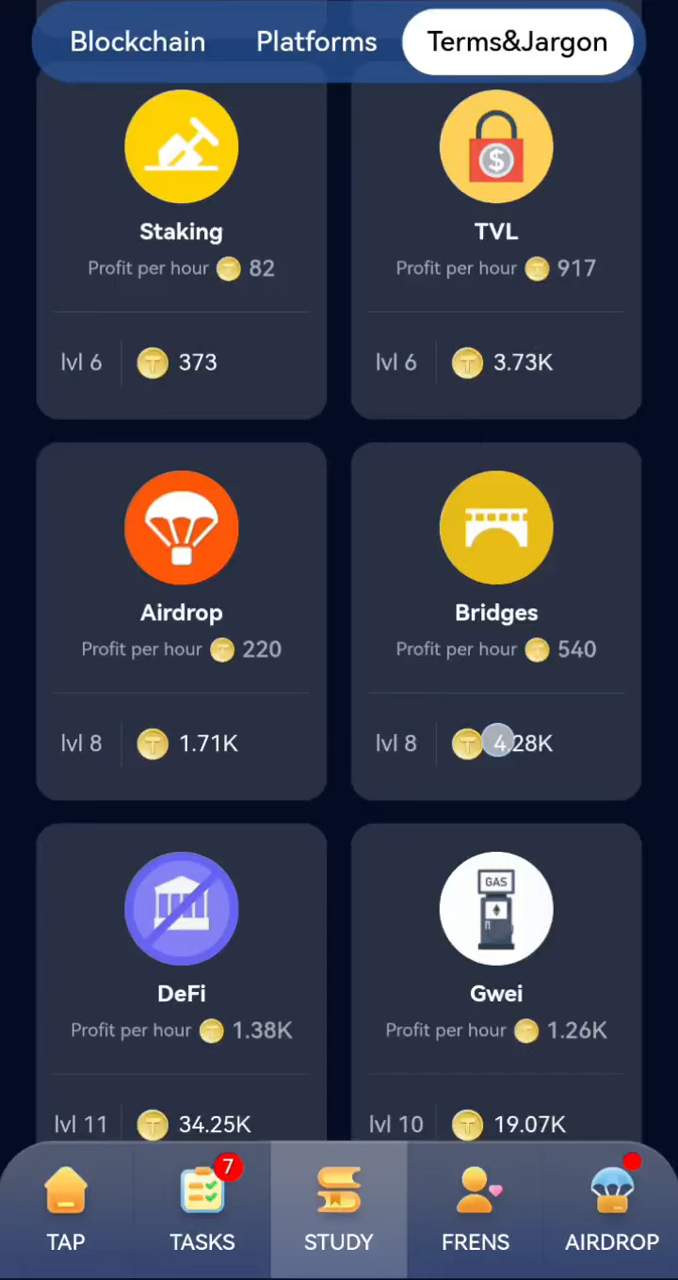 Blockchain Platforms Terms&Jargon
Staking
Profit per hour 82
lvl 6 373
TVL
Profit per hour 917
lvl 6 3.73K
Airdrop
Profit per hour 220
lvl 8 1.71K
Bridges
Profit per hour 540
lvl 8 4.28K
DeFi
Profit per hour 1.38K
lvl 11 34.25K
GAS
Gwei
Profit per hour 1.26K
lvl 10 19.07K
TAP
7
TASKS
STUDY
FRENS
AIRDROP